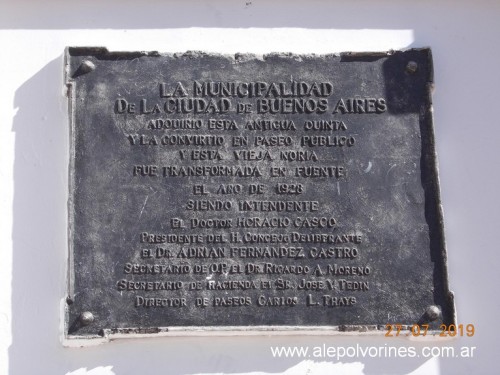 LA MUNICIPALIDAD
DE LA CIUDAD DE BUENOS AIRES
ADQUIRIO ESTA ANTIGUA QUINTA
Y LA CONVIRTIO EN PASEO PUBLICO
Y ESTA VIEJA NORIA
FUE TRANSFORMADA EN FUENTE
EL AÑO DE 1928
SIENDO INTENDENTE
EL DOCTOR HORACIO CASCO
PRESIDENTE DEL H. CONCEJO DELIBERANTE
EL DR. ADRIAN FERNANDEZ CASTRO
SECRETARIO DE O.P. EL DR. RICARDO A. MORENO
SECRETARIO DE HACIENDA EL SR. JOSE V. TEDIN
DIRECTOR DE PASEOS CARLOS L. THAYS
27.09.2019
www.alepolvorines.com.ar